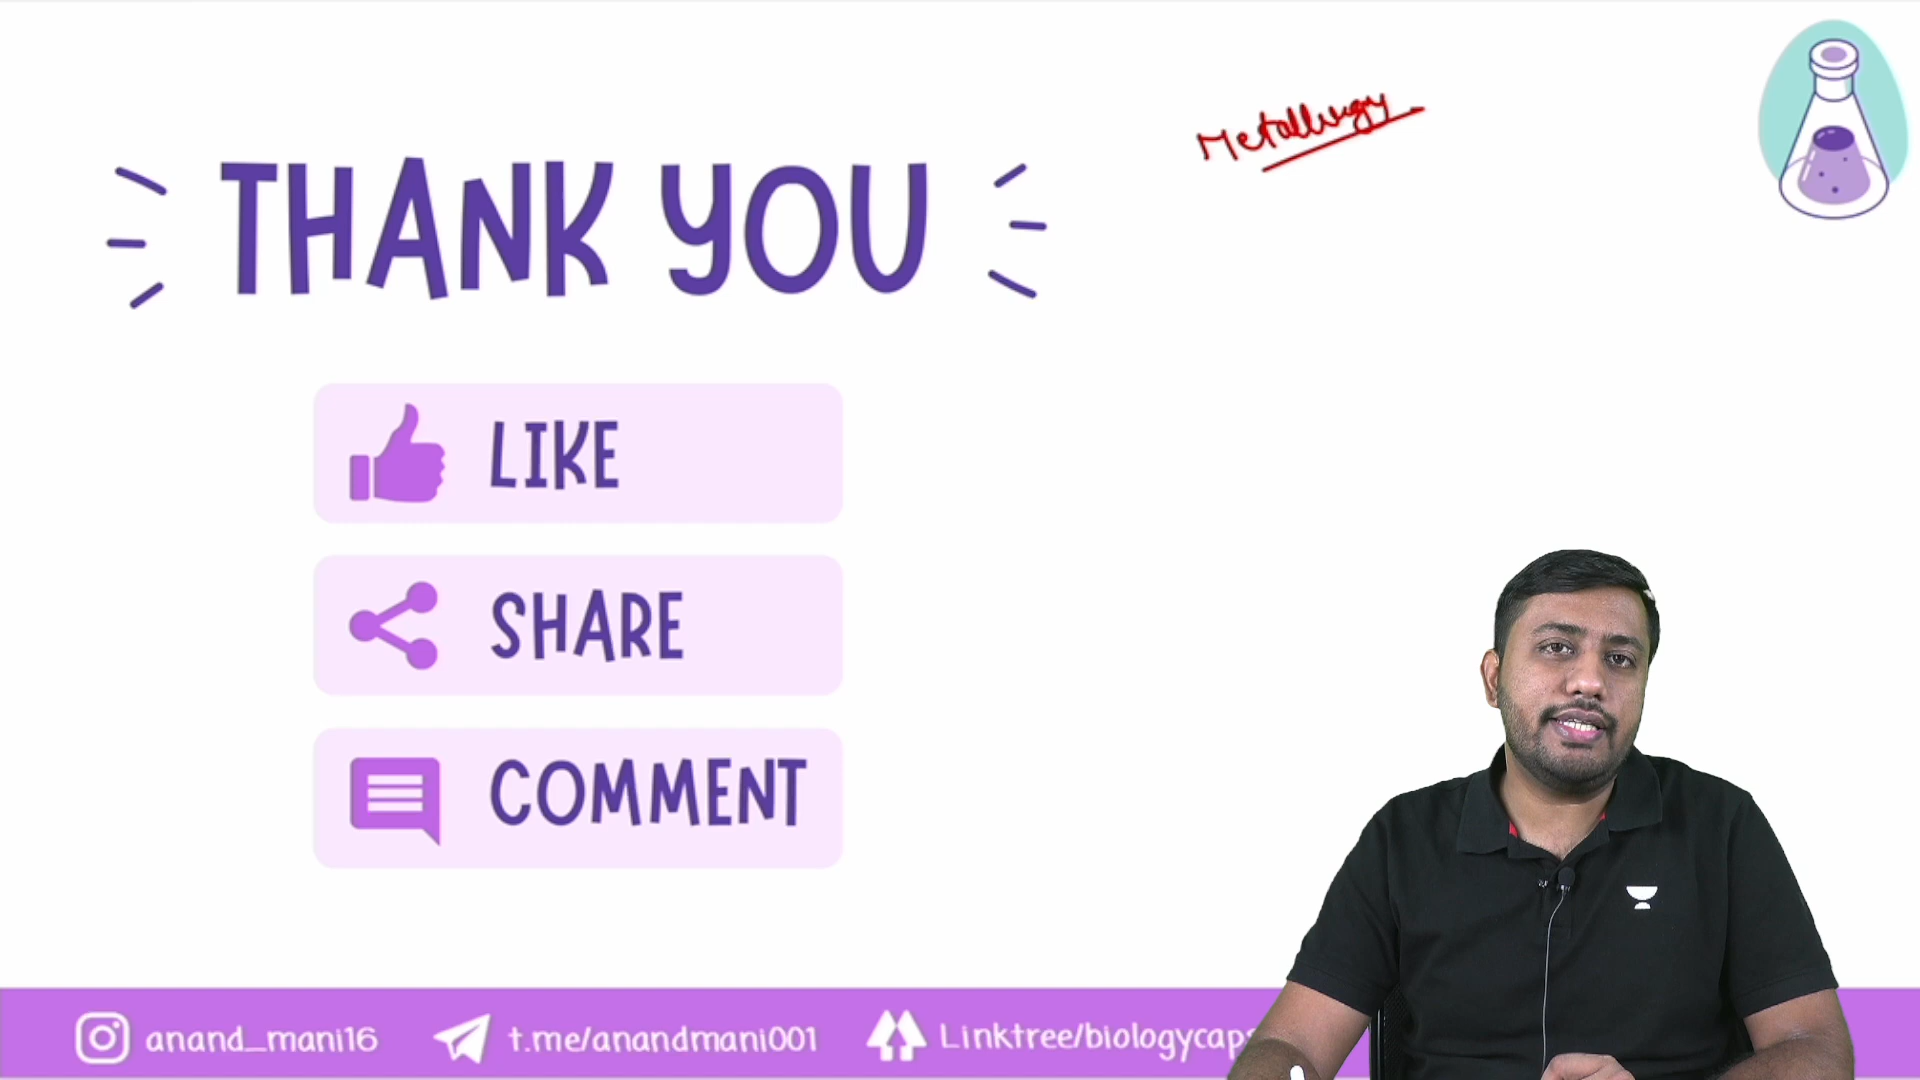 Metallurgy
THANK YOU
LIKE
SHARE
COMMENT
anand_mani16
t.me/anandmani001
Linktree/biologycaps